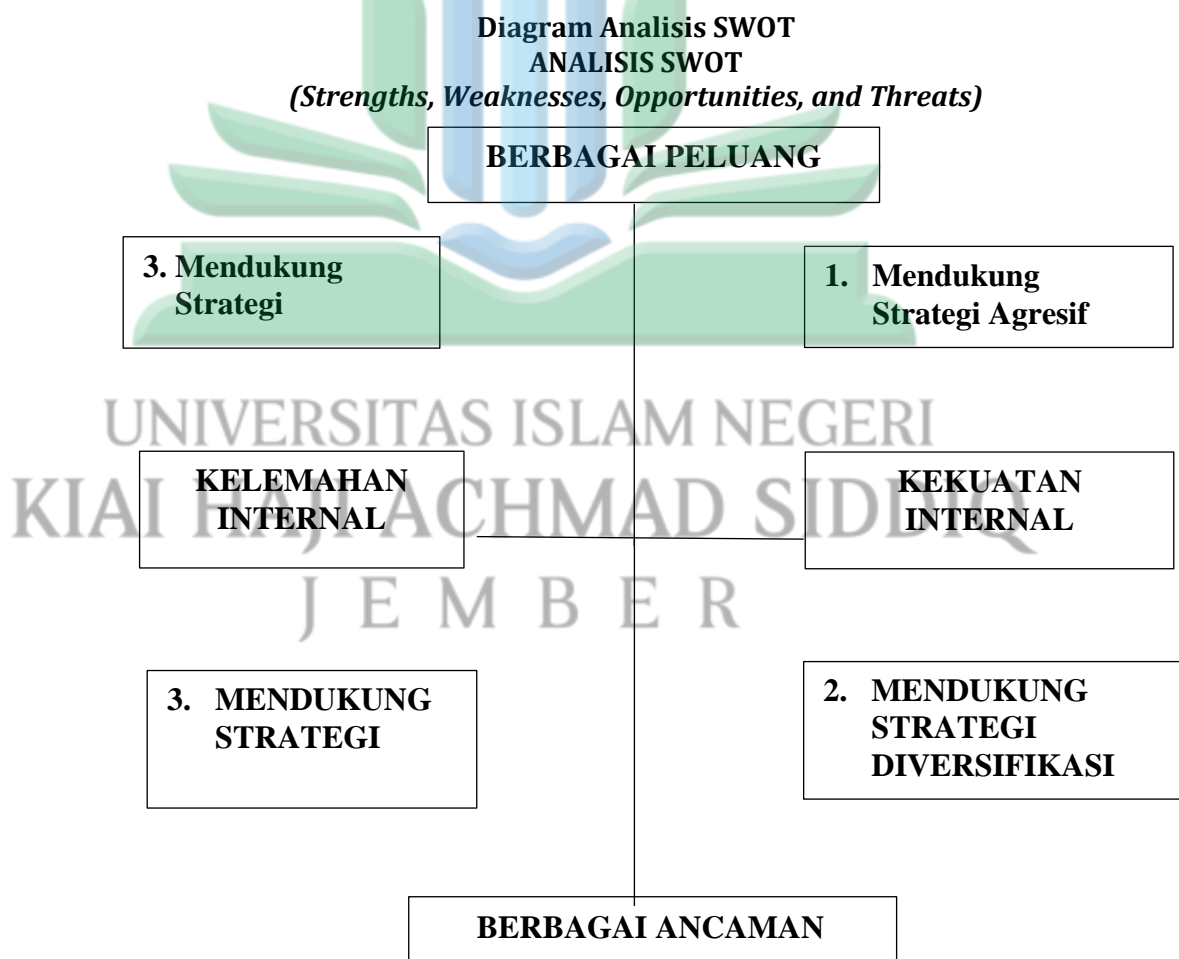 Diagram Analisis SWOT
ANALISIS SWOT
(Strengths, Weaknesses, Opportunities, and Threats)
BERBAGAI PELUANG
3. Mendukung
Strategi
1. Mendukung
Strategi Agresif
UNIVERSITAS ISLAM NEGERI
KIAI HAJI ACHMAD SIDDIQ
JEMBER
KELEMAHAN
INTERNAL
KEKUATAN
INTERNAL
3. MENDUKUNG
STRATEGI
2. MENDUKUNG
STRATEGI
DIVERSIFIKASI
BERBAGAI ANCAMAN